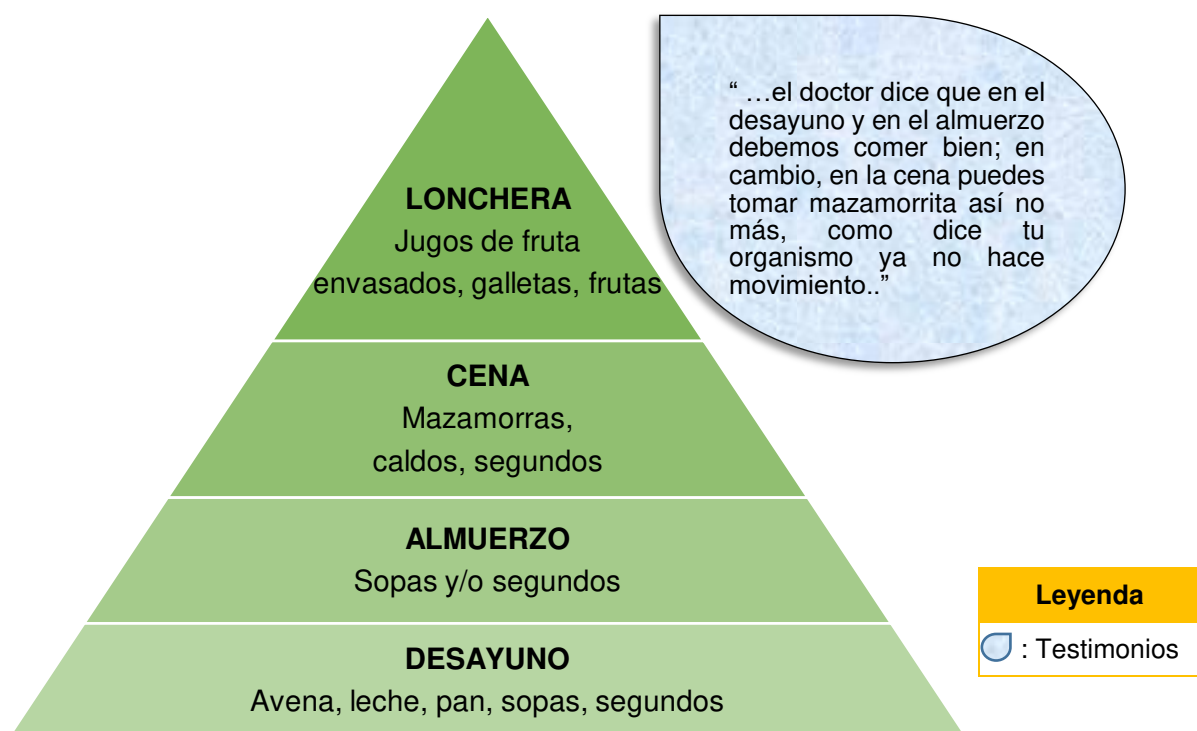 LONCHERA
Jugos de fruta
envasados, galletas, frutas
CENA
Mazamorras,
caldos, segundos
ALMUERZO
Sopas y/o segundos
DESAYUNO
Avena, leche, pan, sopas, segundos
“ …el doctor dice que en el
desayuno y en el almuerzo
debemos comer bien; en
cambio, en la cena puedes
tomar mazamorrita así no
más, como dice tu
organismo ya no hace
movimiento..”
Leyenda
: Testimonios